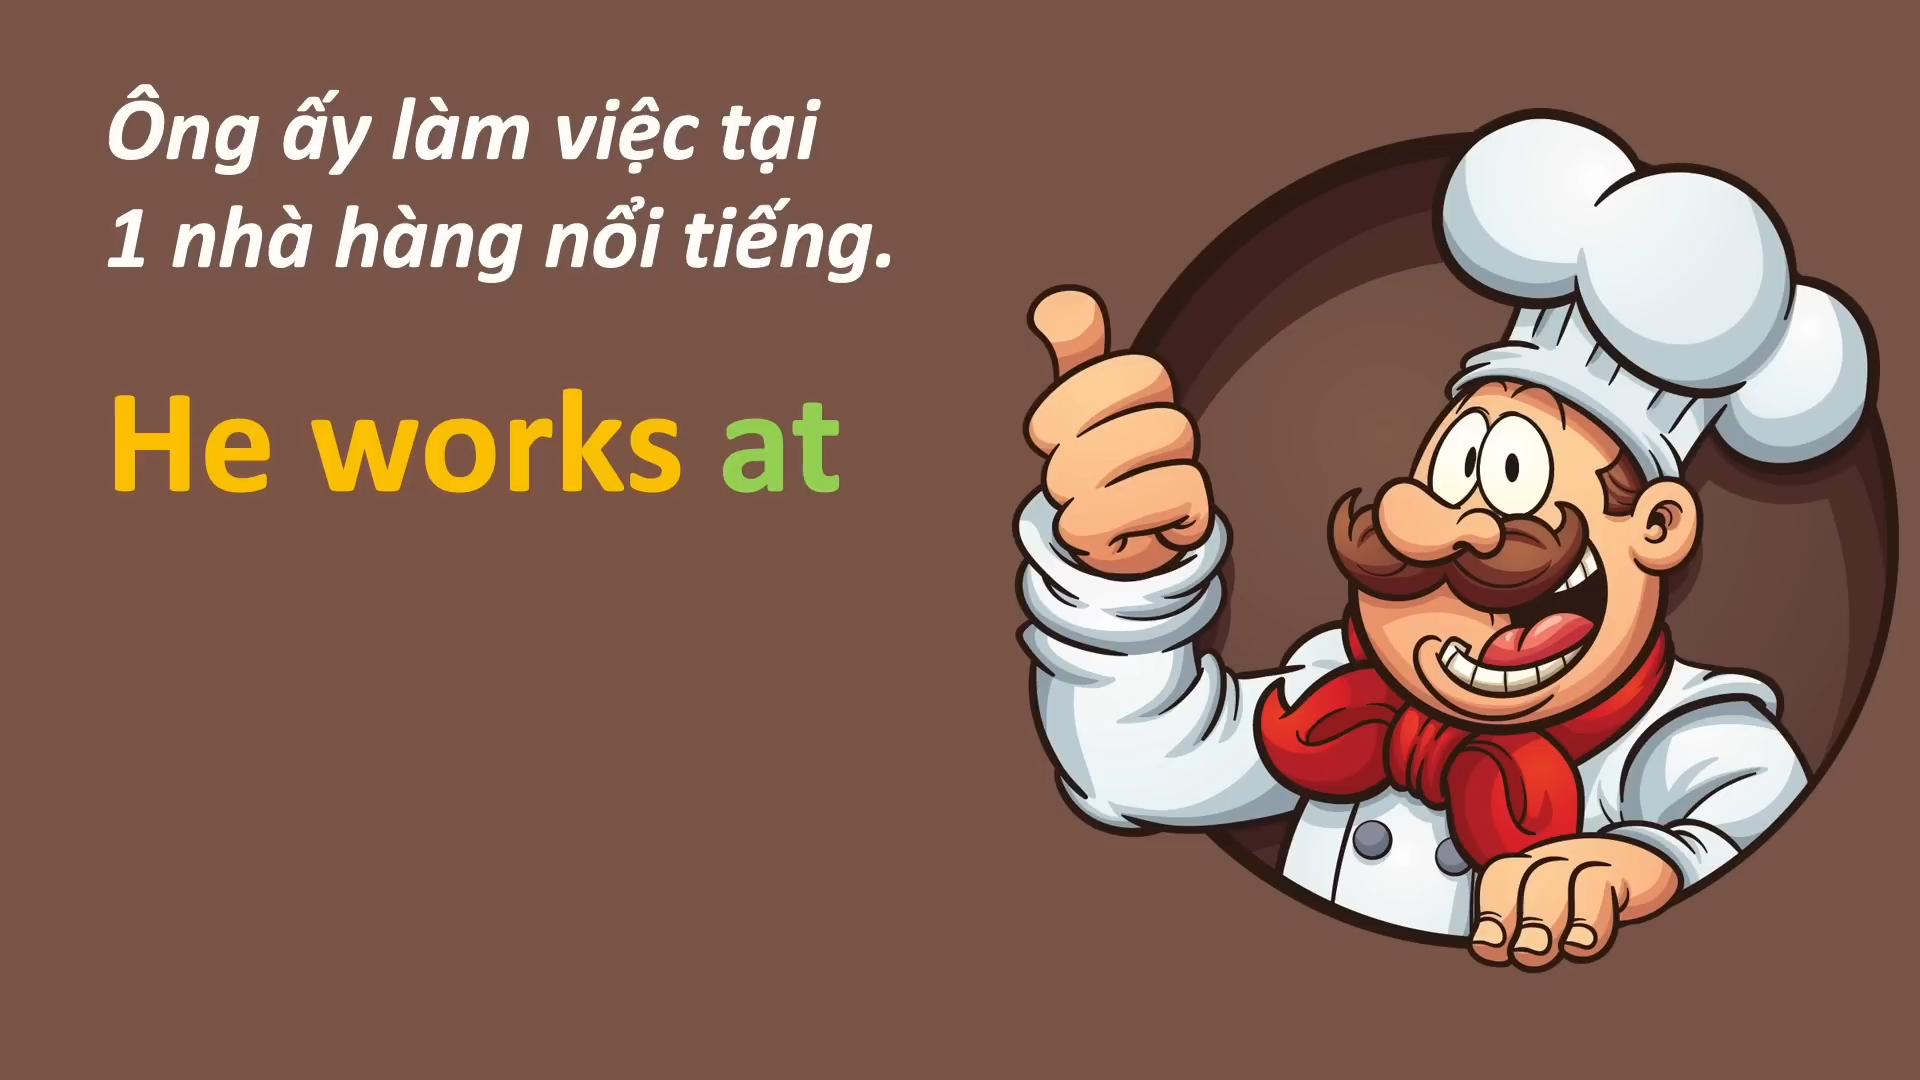 Ông ấy làm việc tại
1 nhà hàng nổi tiếng.
He works at